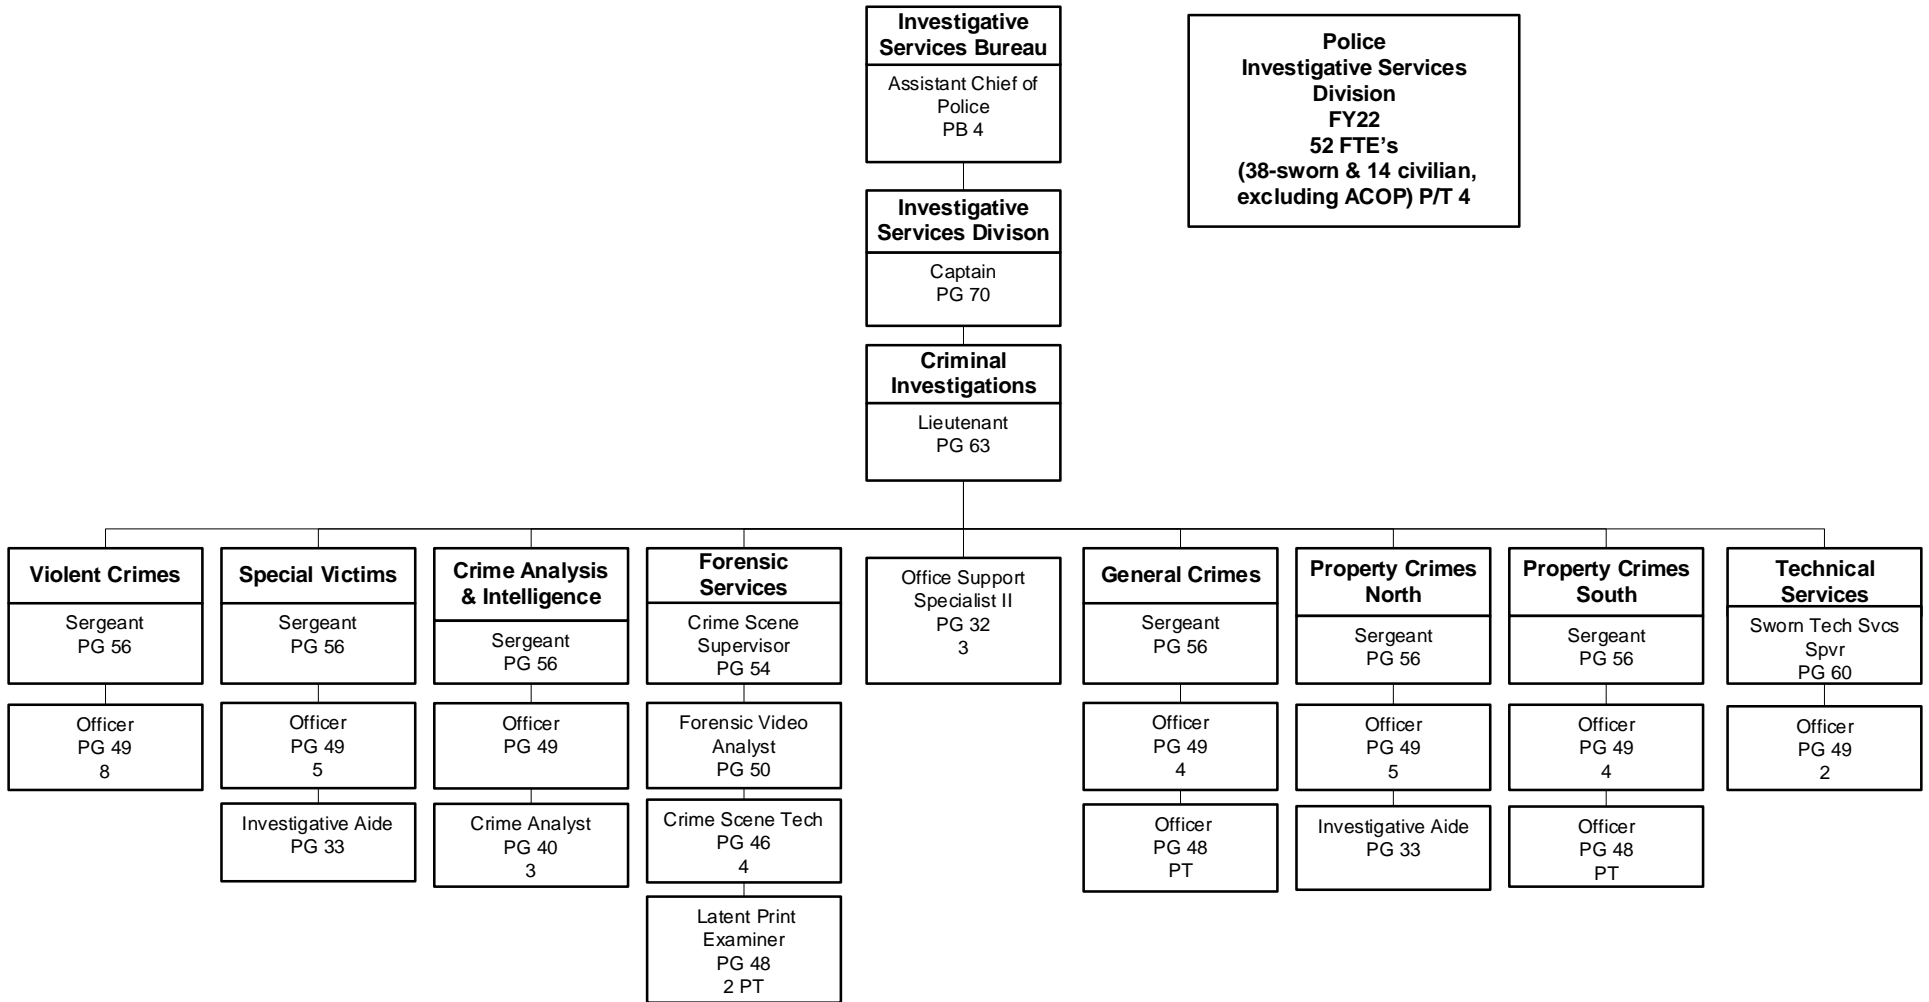 Investigative
Services Bureau
Assistant Chief of
Police
PB 4
Police
Investigative Services
Division
FY22
52 FTE’s
(38-sworn & 14 civilian,
excluding ACOP) P/T 4
Investigative
Services Divison
Captain
PG 70
Criminal
Investigations
Lieutenant
PG 63
Violent Crimes
Sergeant
PG 56
Officer
PG 49
8
Special Victims
Sergeant
PG 56
Officer
PG 49
5
Investigative Aide
PG 33
Crime Analysis
& Intelligence
Sergeant
PG 56
Officer
PG 49
Crime Analyst
PG 40
3
Forensic
Services
Crime Scene
Supervisor
PG 54
Forensic Video
Analyst
PG 50
Crime Scene Tech
PG 46
4
Latent Print
Examiner
PG 48
2 PT
Office Support
Specialist II
PG 32
3
General Crimes
Sergeant
PG 56
Officer
PG 49
4
Officer
PG 48
PT
Property Crimes
North
Sergeant
PG 56
Officer
PG 49
5
Investigative Aide
PG 33
Property Crimes
South
Sergeant
PG 56
Officer
PG 49
4
Officer
PG 48
PT
Technical
Services
Sworn Tech Svcs
Spvr
PG 60
Officer
PG 49
2